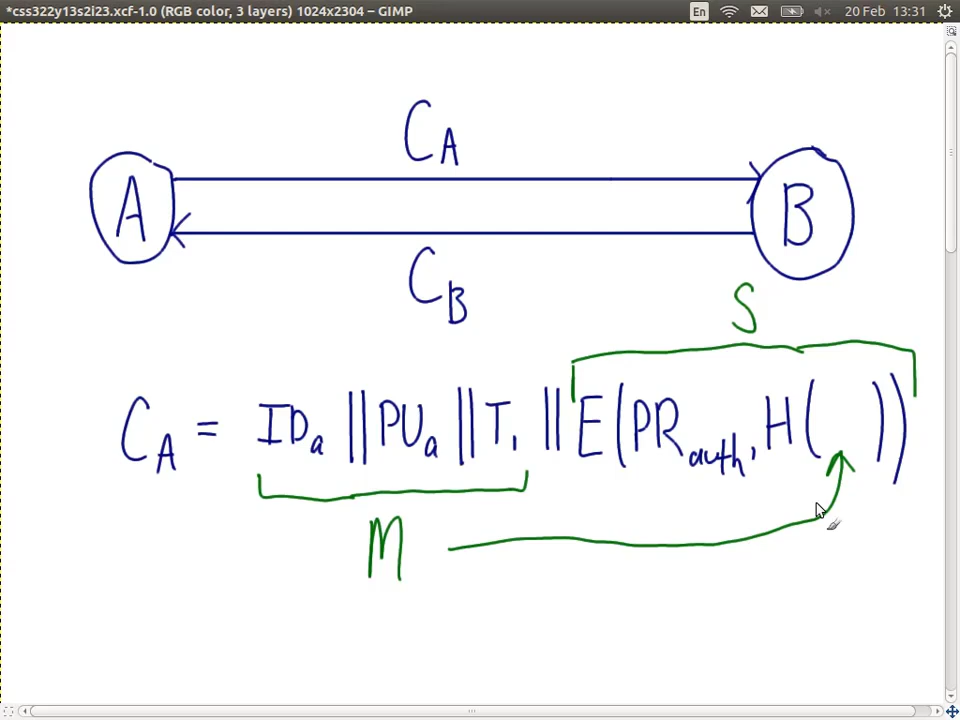 *css322y13s2i23.xcf-1.0 (RGB color, 3 layers) 1024x2304 – GIMP
En
20 Feb 13:31
C_A
A
B
C_B
S
C_A = ID_a || PU_a || T_1 || E(PR_auth, H( ))
M